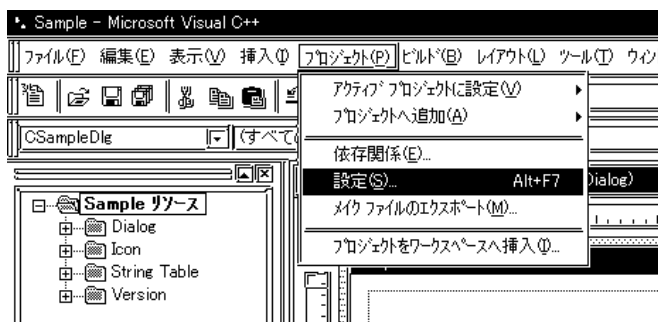 Sample - Microsoft Visual C++
ﾌｧｲﾙ(F) 編集(E) 表示(V) 挿入(I) ﾌﾟﾛｼﾞｪｸﾄ(P) ﾋﾞﾙﾄﾞ(B) ﾚｲｱｳﾄ(L) ﾂｰﾙ(T) ｳｨﾝ
ｱｸﾃｨﾌﾞ ﾌﾟﾛｼﾞｪｸﾄに設定(V)
ﾌﾟﾛｼﾞｪｸﾄへ追加(A)
CSampleDlg (すべての
依存関係(E)...
設定(S)... Alt+F7
Dialog)
Sample ﾘｿｰｽ
ﾒｲｸ ﾌｧｲﾙのｴｸｽﾎﾟｰﾄ(M)...
Dialog
Icon
ﾌﾟﾛｼﾞｪｸﾄをﾜｰｸｽﾍﾟｰｽへ挿入(I)...
String Table
Version